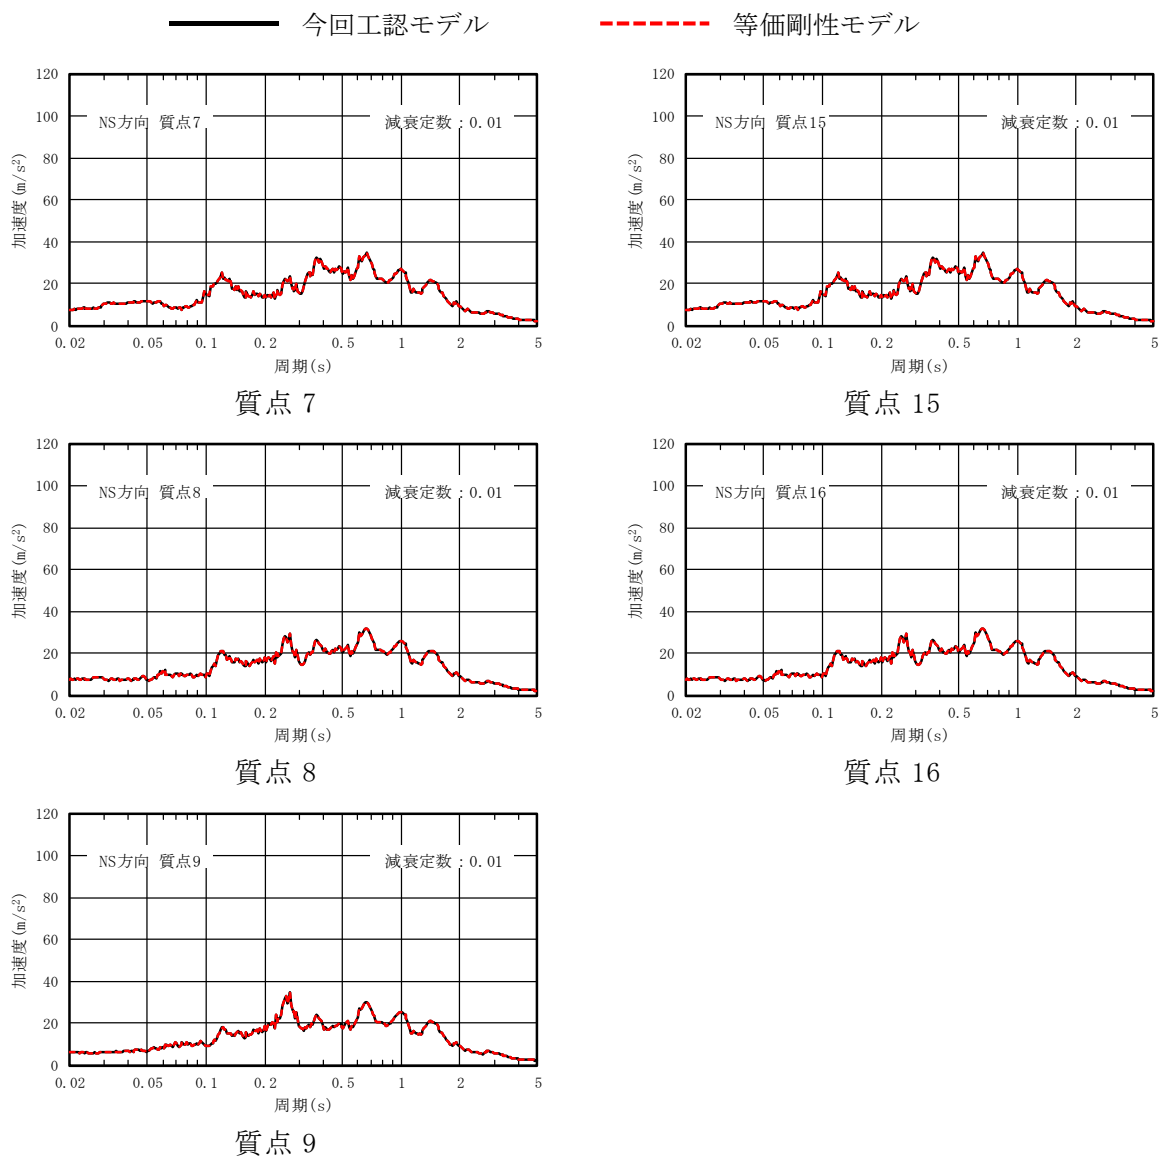 今回工認モデル 等価剛性モデル
120
100
80
60
40
20
0
加速度(m/s²)
NS方向 質点7 減衰定数：0.01
0.02 0.05 0.1 0.2 0.5 1 2 5
周期(s)
質点 7
120
100
80
60
40
20
0
加速度(m/s²)
NS方向 質点15 減衰定数：0.01
0.02 0.05 0.1 0.2 0.5 1 2 5
周期(s)
質点 15
120
100
80
60
40
20
0
加速度(m/s²)
NS方向 質点8 減衰定数：0.01
0.02 0.05 0.1 0.2 0.5 1 2 5
周期(s)
質点 8
120
100
80
60
40
20
0
加速度(m/s²)
NS方向 質点16 減衰定数：0.01
0.02 0.05 0.1 0.2 0.5 1 2 5
周期(s)
質点 16
120
100
80
60
40
20
0
加速度(m/s²)
NS方向 質点9 減衰定数：0.01
0.02 0.05 0.1 0.2 0.5 1 2 5
周期(s)
質点 9